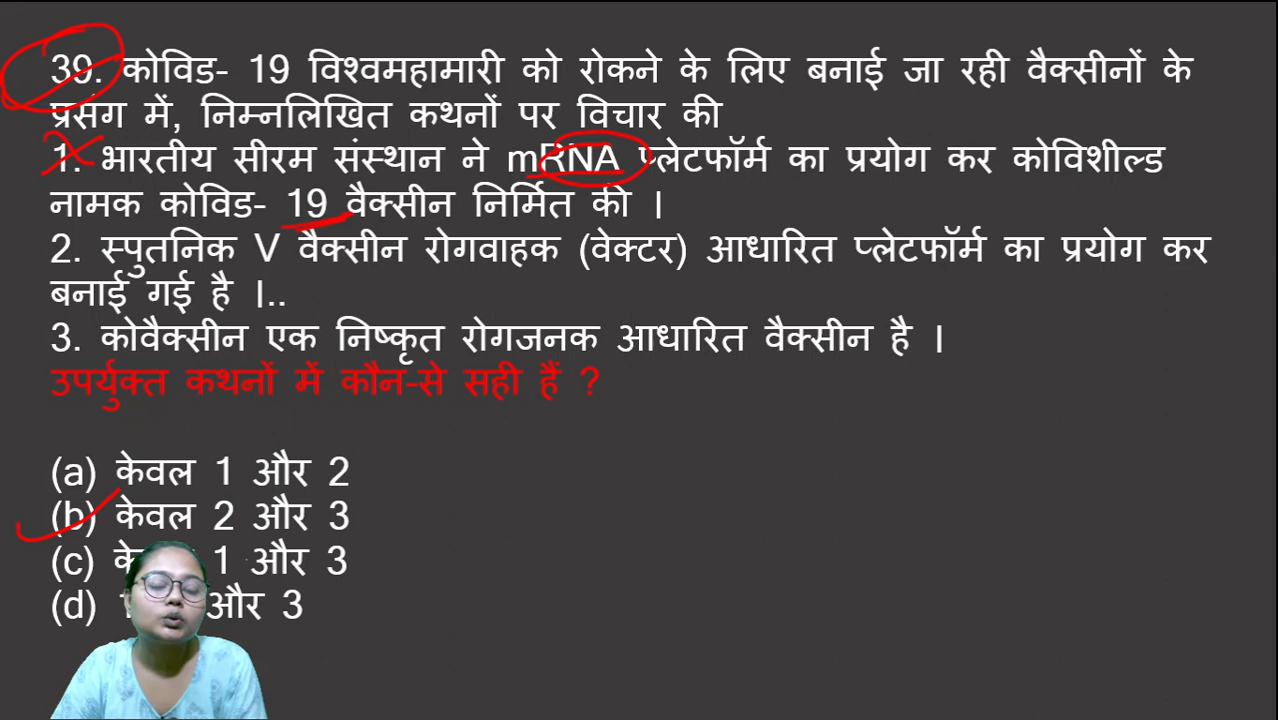 39. कोविड- 19 विश्वमहामारी को रोकने के लिए बनाई जा रही वैक्सीनों के
प्रसंग में, निम्नलिखित कथनों पर विचार की
1. भारतीय सीरम संस्थान ने mRNA प्लेटफॉर्म का प्रयोग कर कोविशील्ड
नामक कोविड- 19 वैक्सीन निर्मित की ।
2. स्पुतनिक V वैक्सीन रोगवाहक (वेक्टर) आधारित प्लेटफॉर्म का प्रयोग कर
बनाई गई है ।..
3. कोवैक्सीन एक निष्कृत रोगजनक आधारित वैक्सीन है ।
उपर्युक्त कथनों में कौन-से सही हैं ?
(a) केवल 1 और 2
(b) केवल 2 और 3
(c) 1 और 3
(d) और 3